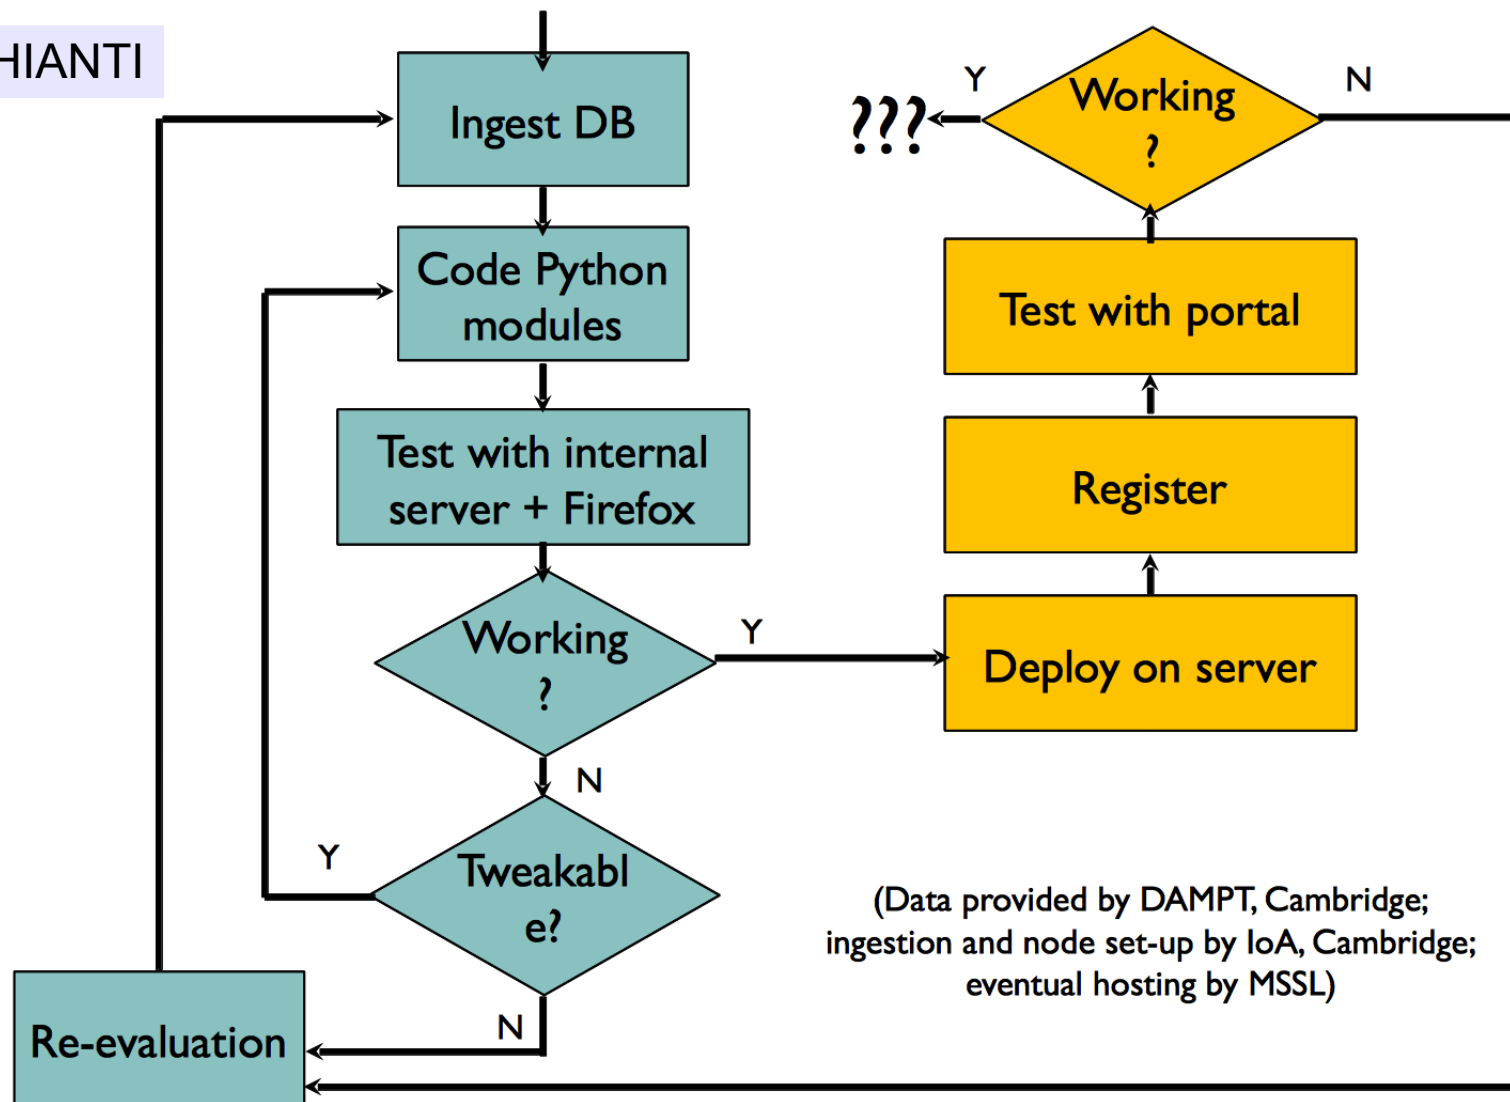 HIANTI
Ingest DB
Code Python
modules
Test with internal
server + Firefox
Working
?
Y
N
Tweakabl
e?
Y
N
Re-evaluation
Deploy on server
Register
Test with portal
Working
?
Y
N
???
(Data provided by DAMPT, Cambridge;
ingestion and node set-up by IoA, Cambridge;
eventual hosting by MSSL)